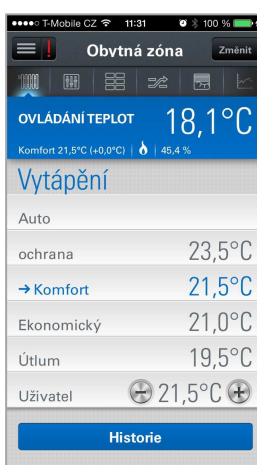 T-Mobile CZ 11:31 100 %
Obytná zóna Změnit
OVLÁDÁNÍ TEPLOT 18,1°C
Komfort 21,5°C (+0,0°C) 45,4 %
Vytápění
Auto
ochrana 23,5°C
→ Komfort 21,5°C
Ekonomický 21,0°C
Útlum 19,5°C
Uživatel 21,5°C
Historie